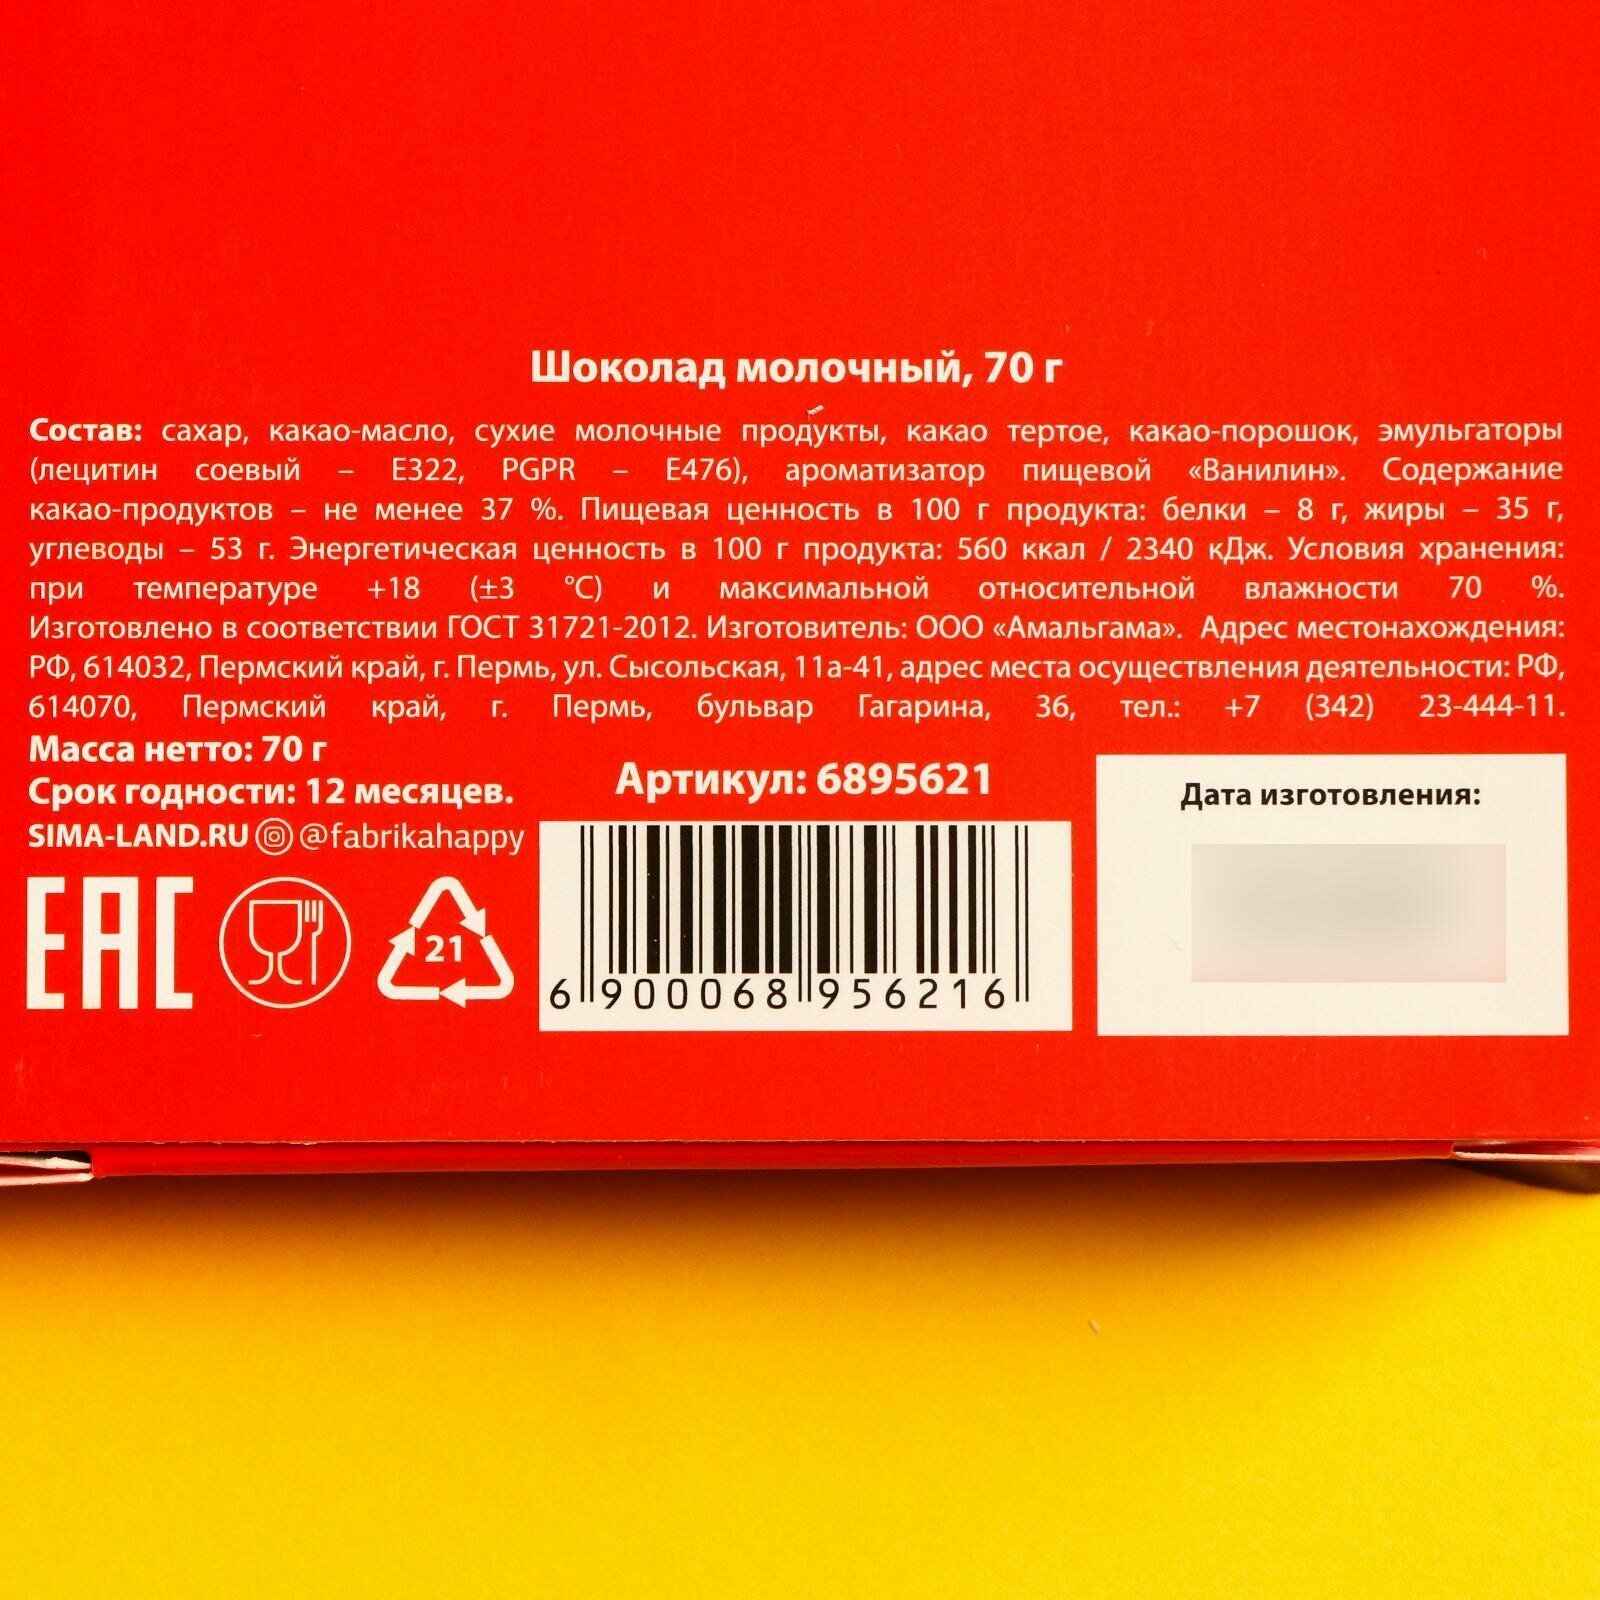 Шоколад молочный, 70 г
Состав: сахар, какао-масло, сухие молочные продукты, какао тертое, какао-порошок, эмульгаторы
(лецитин соевый – Е322, PGPR – Е476), ароматизатор пищевой «Ванилин». Содержание
какао-продуктов – не менее 37 %. Пищевая ценность в 100 г продукта: белки – 8 г, жиры – 35 г,
углеводы – 53 г. Энергетическая ценность в 100 г продукта: 560 ккал / 2340 кДж. Условия хранения:
при температуре +18 (±3 °С) и максимальной относительной влажности 70 %.
Изготовлено в соответствии ГОСТ 31721-2012. Изготовитель: ООО «Амальгама». Адрес местонахождения:
РФ, 614032, Пермский край, г. Пермь, ул. Сысольская, 11а-41, адрес места осуществления деятельности: РФ,
614070, Пермский край, г. Пермь, бульвар Гагарина, 36, тел.: +7 (342) 23-444-11.
Масса нетто: 70 г
Срок годности: 12 месяцев.
SIMA-LAND.RU @fabrikahappy
EAC
21
Артикул: 6895621
6 900068 956216
Дата изготовления: